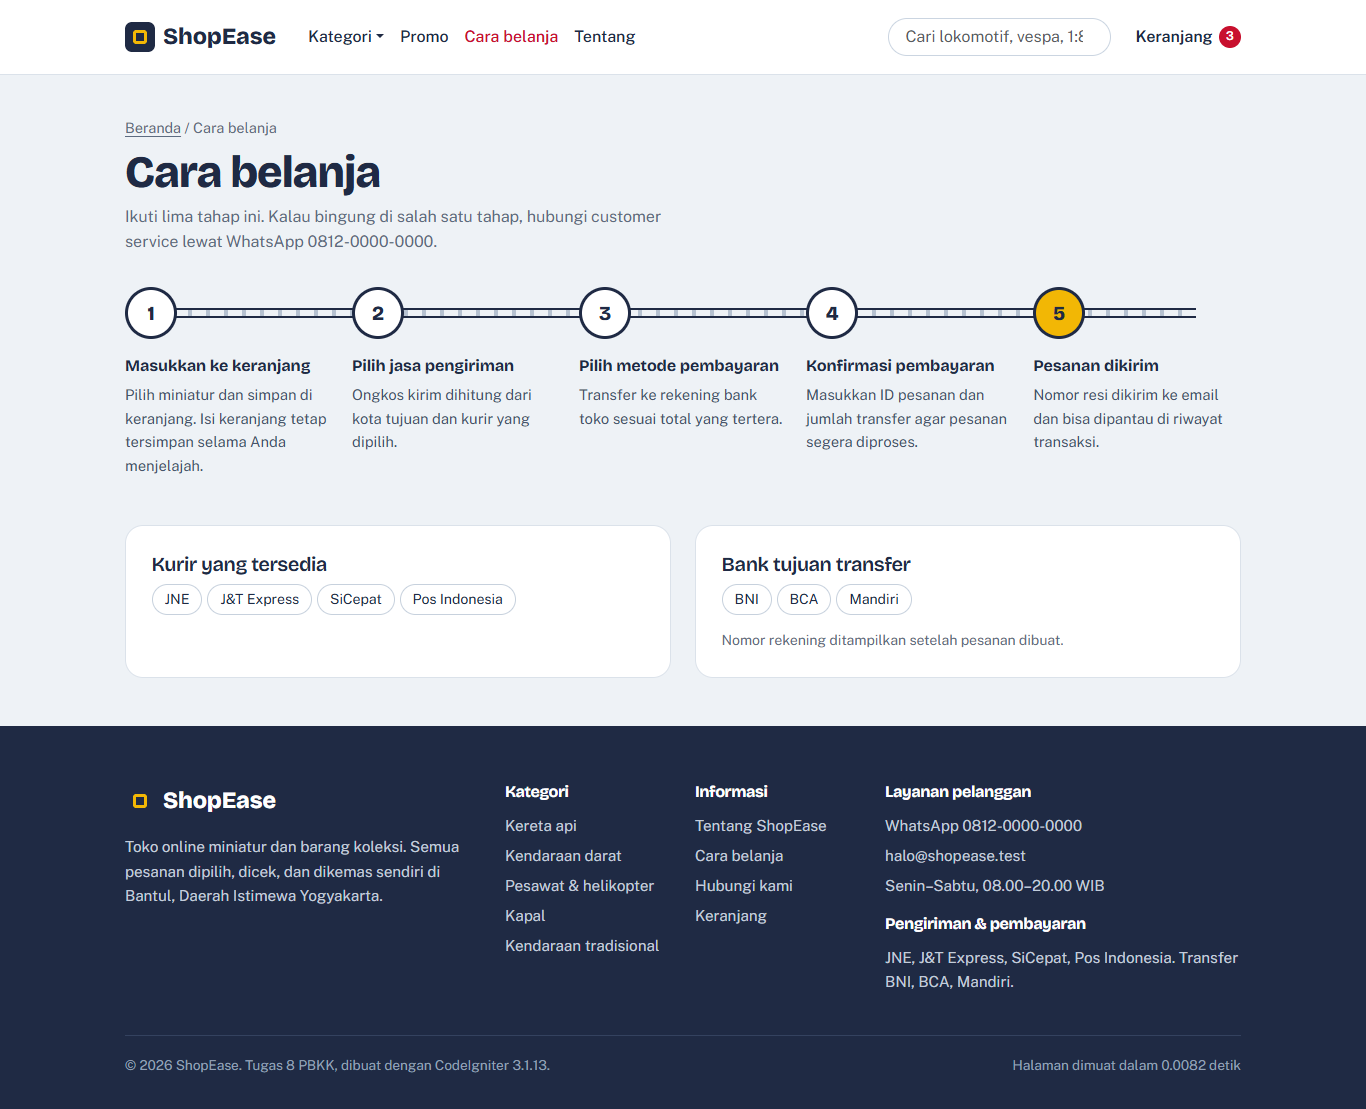 ShopEase
Kategori
Promo
Cara belanja
Tentang
Cari lokomotif, vespa, 1:8
Keranjang 3
Beranda / Cara belanja
Cara belanja
Ikuti lima tahap ini. Kalau bingung di salah satu tahap, hubungi customer
service lewat WhatsApp 0812-0000-0000.
1
Masukkan ke keranjang
Pilih miniatur dan simpan di
keranjang. Isi keranjang tetap
tersimpan selama Anda
menjelajah.
2
Pilih jasa pengiriman
Ongkos kirim dihitung dari
kota tujuan dan kurir yang
dipilih.
3
Pilih metode pembayaran
Transfer ke rekening bank
toko sesuai total yang tertera.
4
Konfirmasi pembayaran
Masukkan ID pesanan dan
jumlah transfer agar pesanan
segera diproses.
5
Pesanan dikirim
Nomor resi dikirim ke email
dan bisa dipantau di riwayat
transaksi.
Kurir yang tersedia
JNE
J&T Express
SiCepat
Pos Indonesia
Bank tujuan transfer
BNI
BCA
Mandiri
Nomor rekening ditampilkan setelah pesanan dibuat.
ShopEase
Toko online miniatur dan barang koleksi. Semua
pesanan dipilih, dicek, dan dikemas sendiri di
Bantul, Daerah Istimewa Yogyakarta.
Kategori
Kereta api
Kendaraan darat
Pesawat & helikopter
Kapal
Kendaraan tradisional
Informasi
Tentang ShopEase
Cara belanja
Hubungi kami
Keranjang
Layanan pelanggan
WhatsApp 0812-0000-0000
halo@shopease.test
Senin–Sabtu, 08.00–20.00 WIB
Pengiriman & pembayaran
JNE, J&T Express, SiCepat, Pos Indonesia. Transfer
BNI, BCA, Mandiri.
© 2026 ShopEase. Tugas 8 PBKK, dibuat dengan CodeIgniter 3.1.13.
Halaman dimuat dalam 0.0082 detik